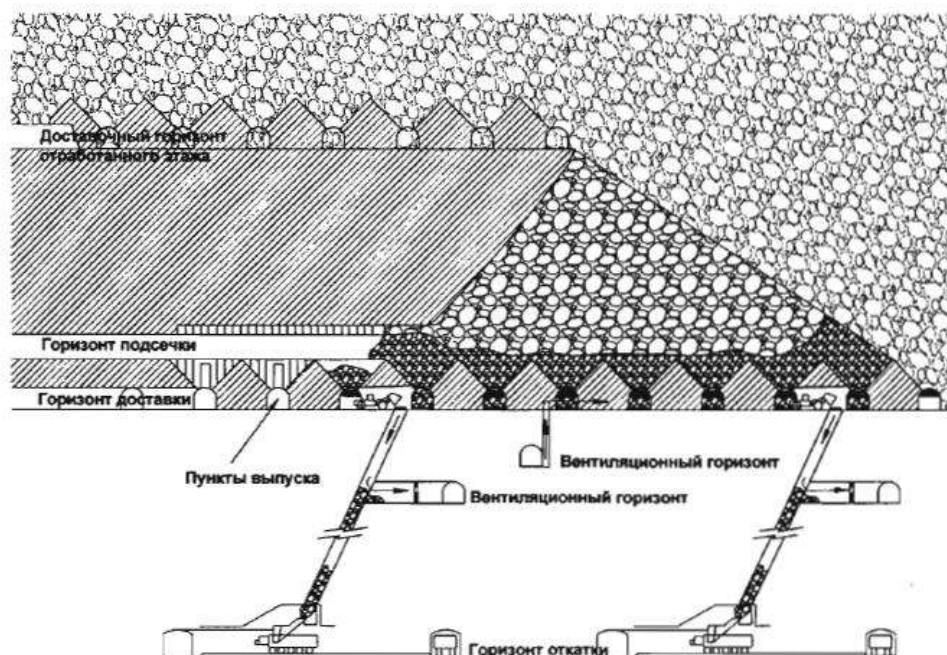 Доставочный горизонт
отработанного этажа
Горизонт подсечки
Горизонт доставки
Пункты выпуска
Вентиляционный горизонт
Вентиляционный горизонт
Горизонт откатки